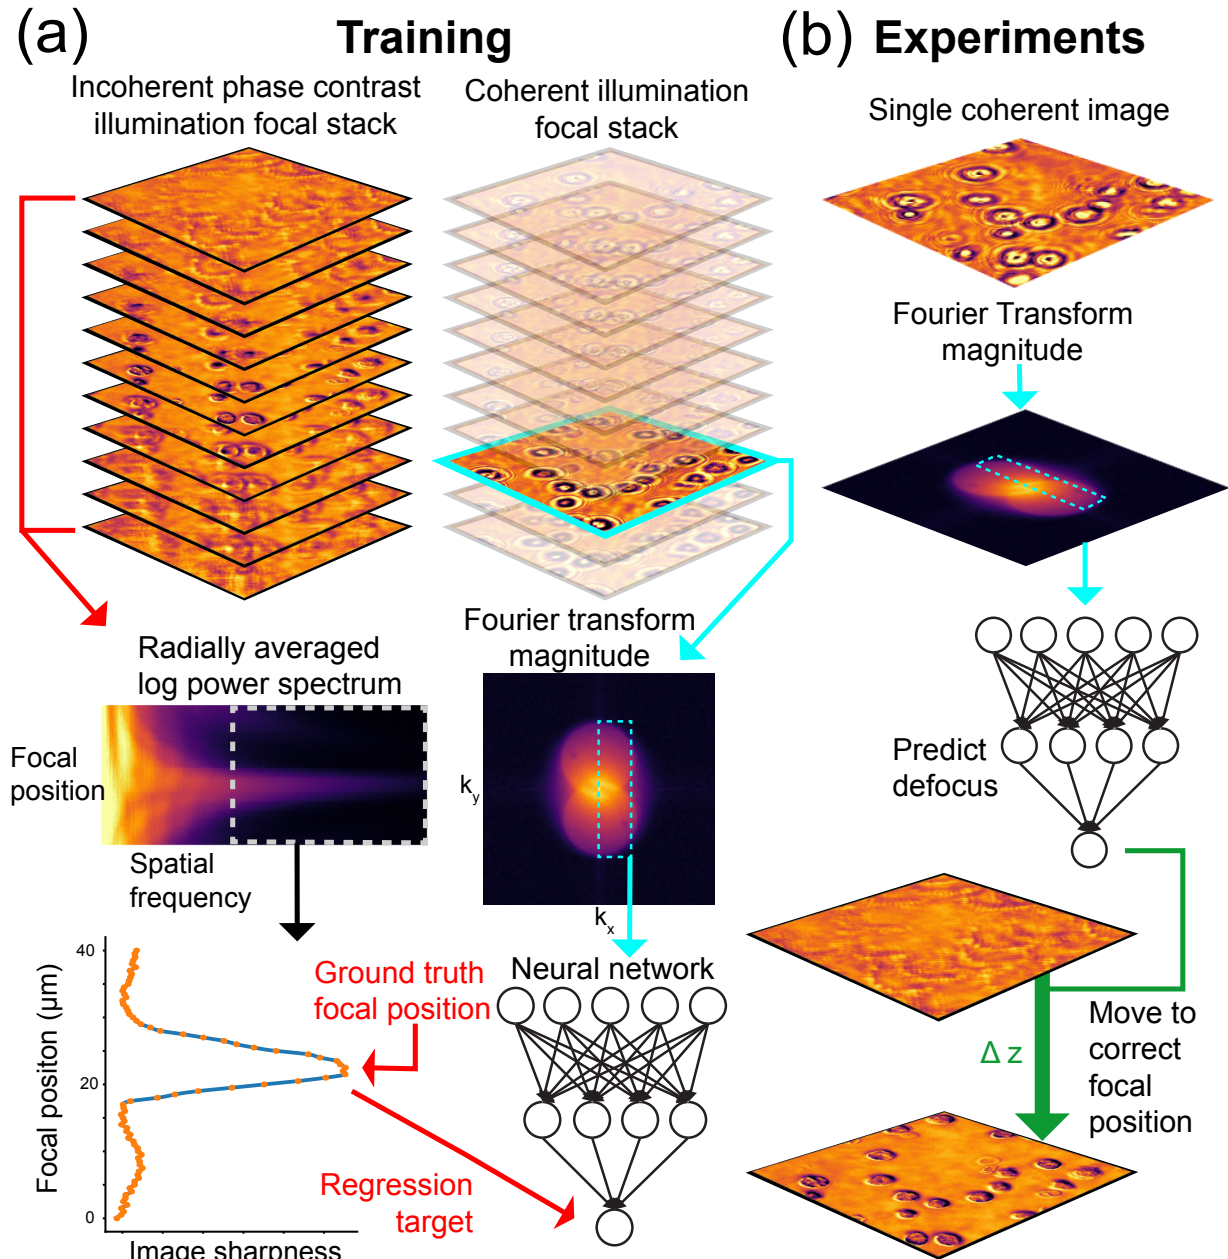 (a)
Training
Incoherent phase contrast
illumination focal stack
Coherent illumination
focal stack
Radially averaged
log power spectrum
Focal
position
Spatial
frequency
Fourier transform
magnitude
k_y
k_x
40
20
0
Focal positon (μm)
Image sharpness
Ground truth
focal position
Regression
target
Neural network
(b)
Experiments
Single coherent image
Fourier Transform
magnitude
Predict
defocus
Δ z
Move to
correct
focal
position